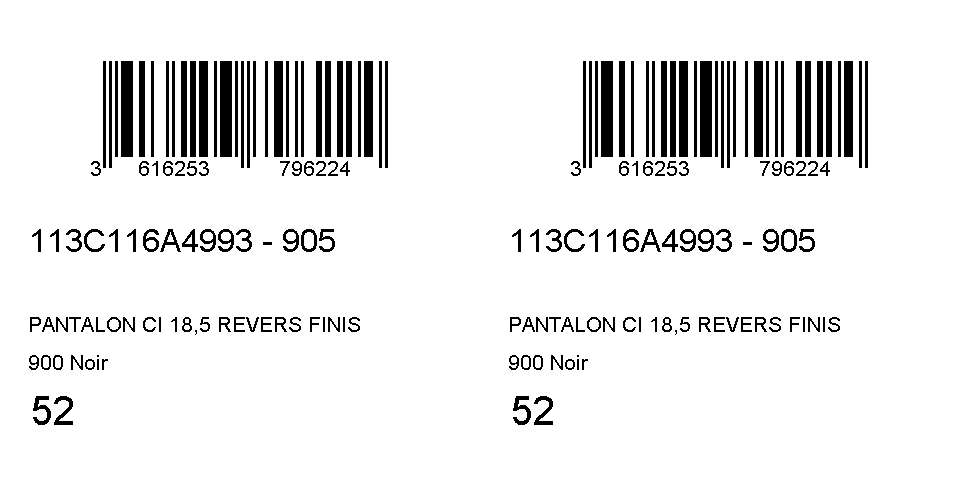 3 616253 796224
113C116A4993 - 905
PANTALON CI 18,5 REVERS FINIS
900 Noir
52
3 616253 796224
113C116A4993 - 905
PANTALON CI 18,5 REVERS FINIS
900 Noir
52